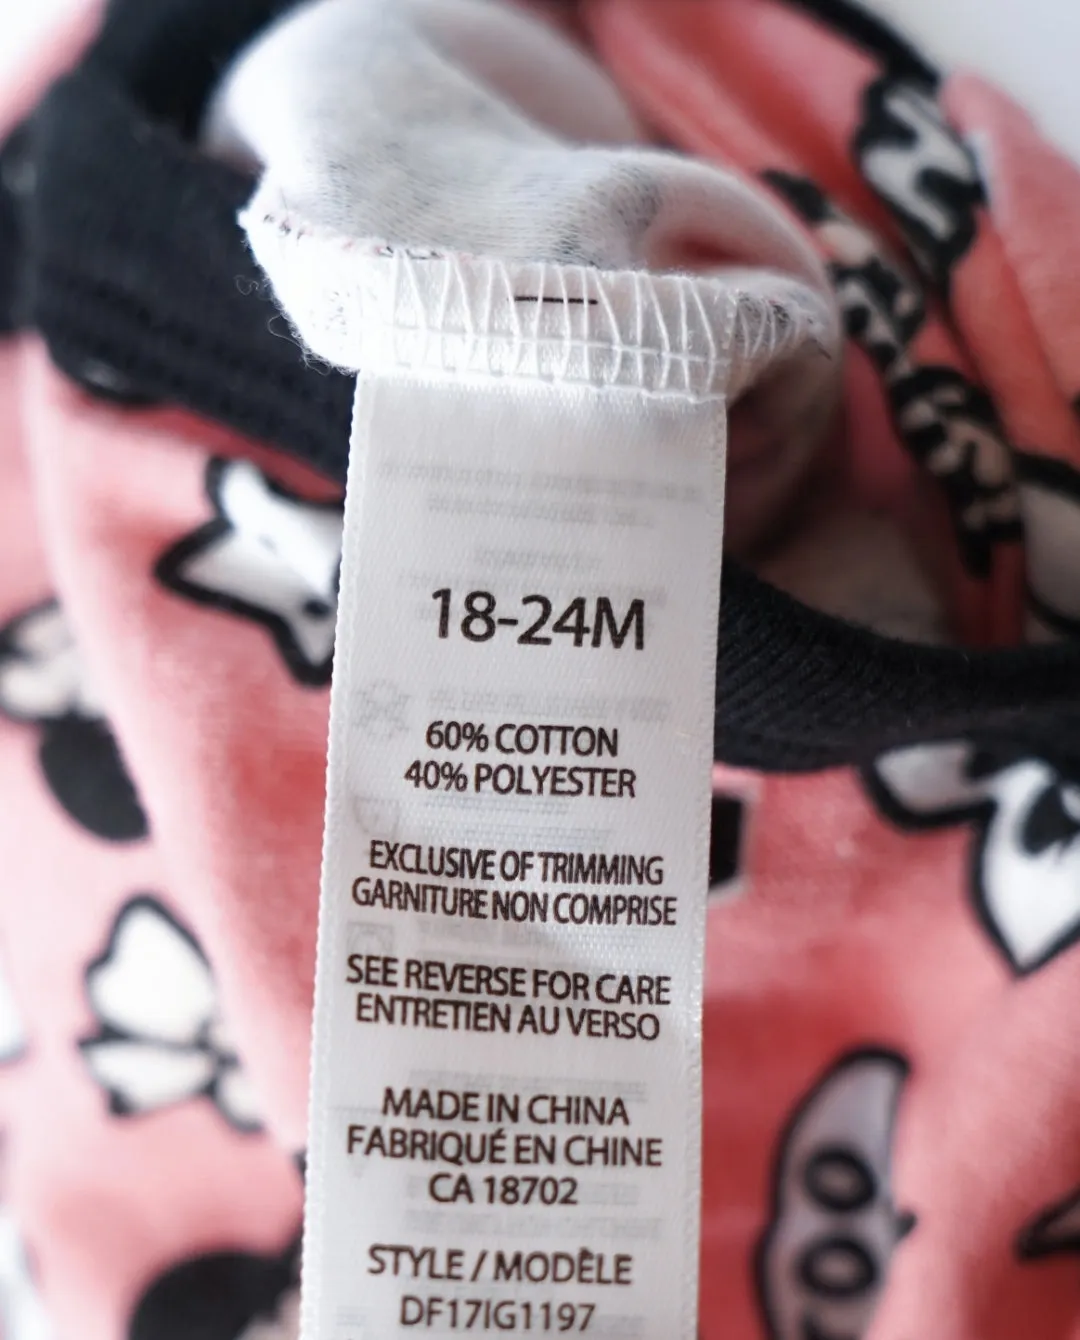 18-24M
60% COTTON
40% POLYESTER
EXCLUSIVE OF TRIMMING
GARNITURE NON COMPRISE
SEE REVERSE FOR CARE
ENTRETIEN AU VERSO
MADE IN CHINA
FABRIQUÉ EN CHINE
CA 18702
STYLE / MODÈLE
DF17IG1197